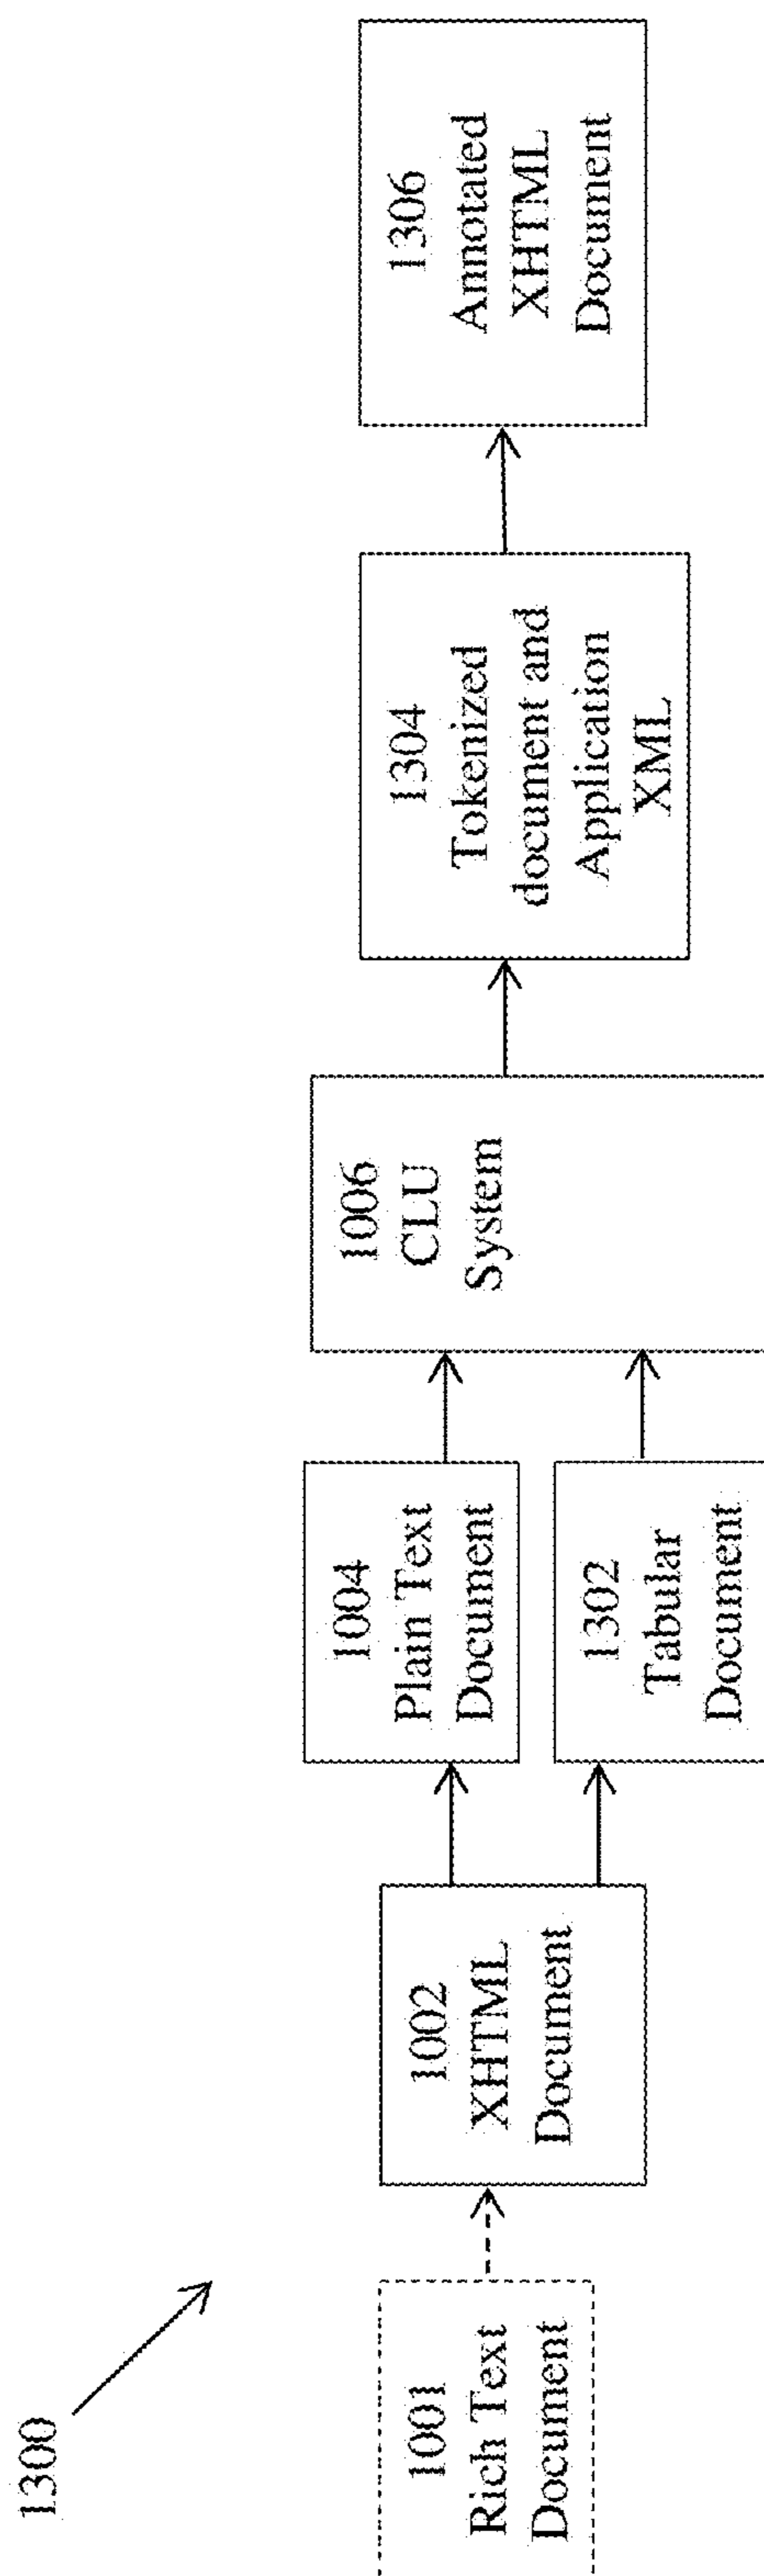 1300
1001
Rich Text
Document
1002
XHTML
Document
1004
Plain Text
Document
1302
Tabular
Document
1006
CLU
System
1304
Tokenized
document and
Application
XML
1306
Annotated
XHTML
Document